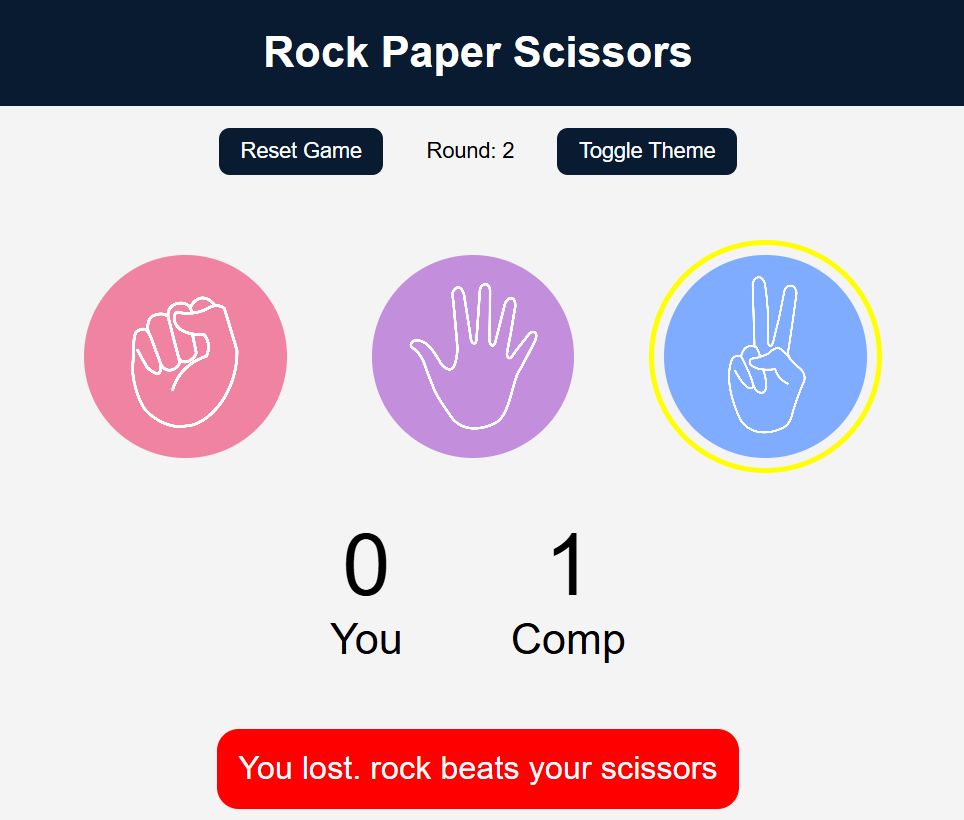 Rock Paper Scissors
Reset Game Round: 2 Toggle Theme
0 1
You Comp
You lost. rock beats your scissors